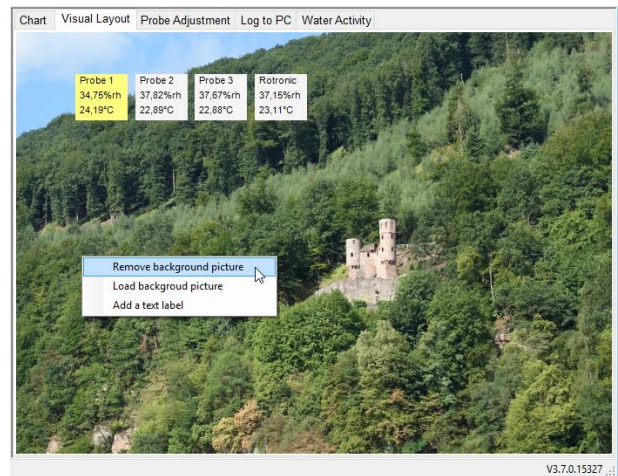 Chart Visual Layout Probe Adjustment Log to PC Water Activity
Probe 1 Probe 2 Probe 3 Rotronic
34,75%rh 37,82%rh 37,67%rh 37,15%rh
24,19°C 22,89°C 22,88°C 23,11°C
Remove background picture
Load backgroud picture
Add a text label
V3.7.0.15327